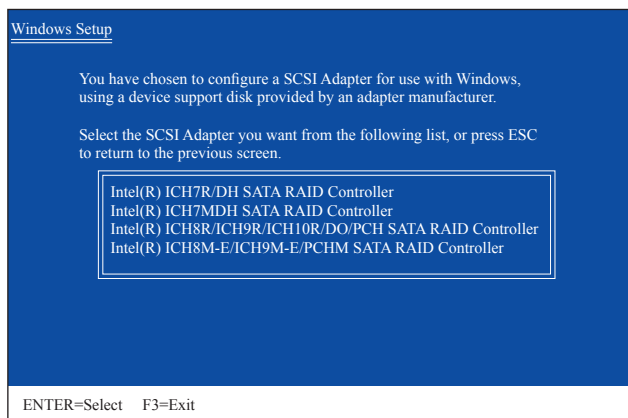 Windows Setup
You have chosen to configure a SCSI Adapter for use with Windows,
using a device support disk provided by an adapter manufacturer.
Select the SCSI Adapter you want from the following list, or press ESC
to return to the previous screen.
Intel(R) ICH7R/DH SATA RAID Controller
Intel(R) ICH7MDH SATA RAID Controller
Intel(R) ICH8R/ICH9R/ICH10R/DO/PCH SATA RAID Controller
Intel(R) ICH8M-E/ICH9M-E/PCHM SATA RAID Controller
ENTER=Select F3=Exit